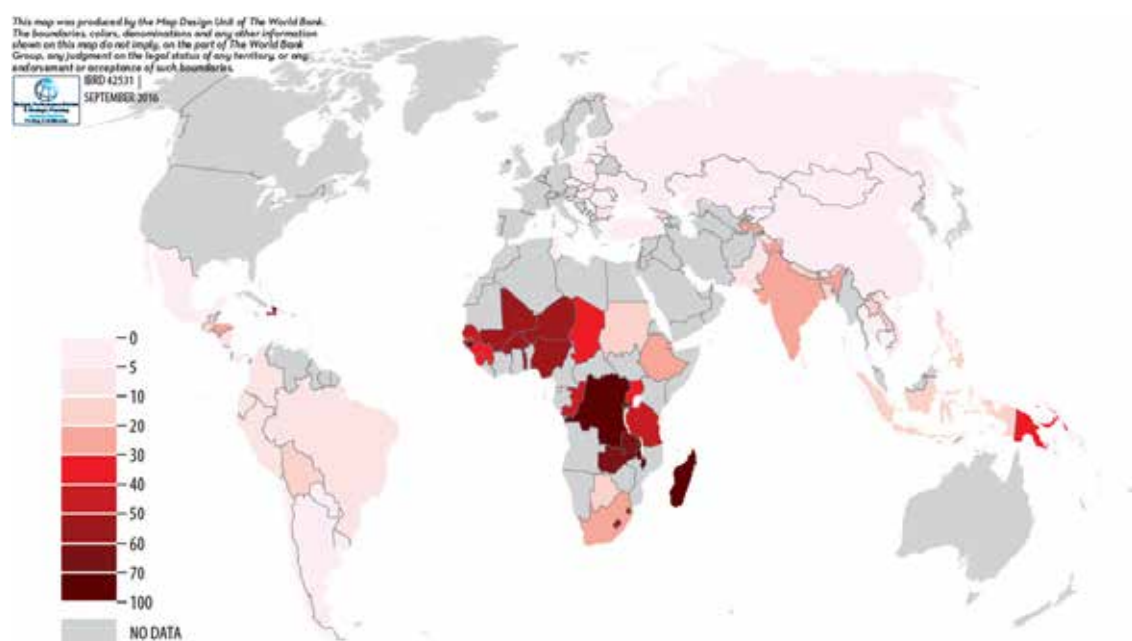 This map was produced by the Map Design Unit of The World Bank.
The boundaries, colors, denominations and any other information
shown on this map do not imply, on the part of The World Bank
Group, any judgment on the legal status of any territory, or any
endorsement or acceptance of such boundaries.
IBRD 42531 |
SEPTEMBER 2016
0
5
10
20
30
40
50
60
70
100
NO DATA